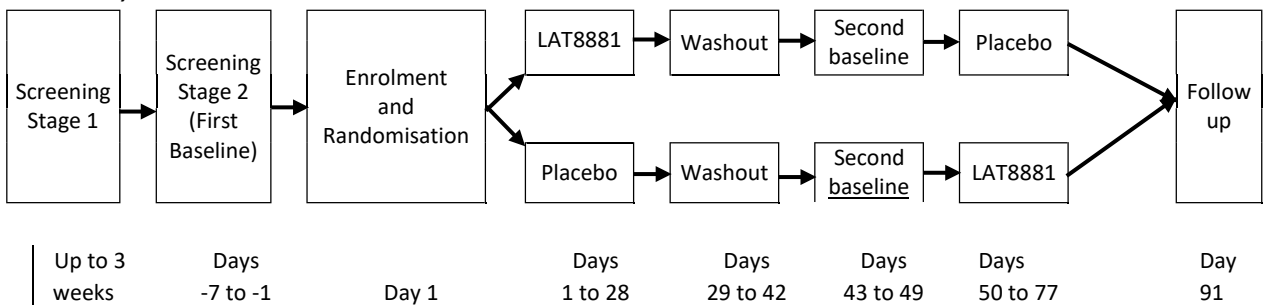 Screening
Stage 1
Screening
Stage 2
(First
Baseline)
Enrolment
and
Randomisation
LAT8881
Washout
Second
baseline
Placebo
Placebo
Washout
Second
baseline
LAT8881
Follow
up
Up to 3
weeks
Days
-7 to -1
Day 1
Days
1 to 28
Days
29 to 42
Days
43 to 49
Days
50 to 77
Day
91